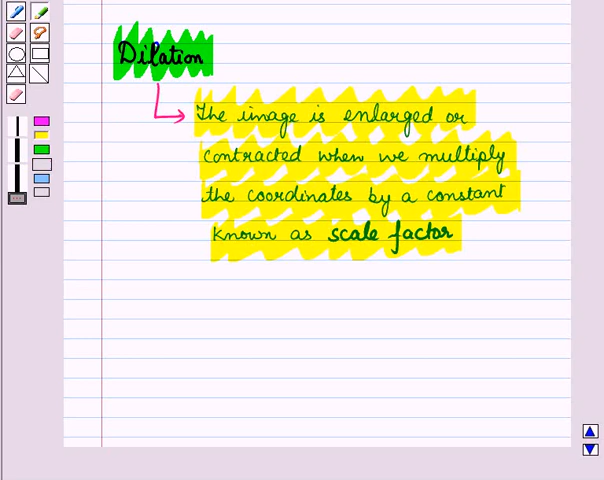 Dilation
The image is enlarged or
contracted when we multiply
the coordinates by a constant
known as scale factor